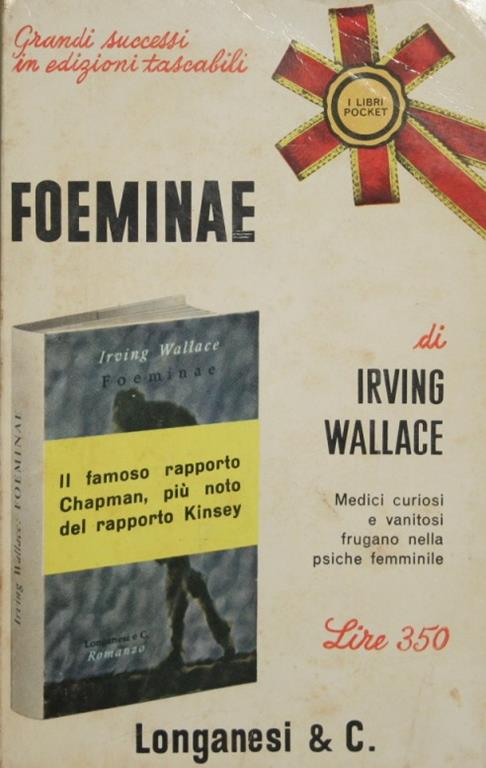 Grandi successi
in edizioni tascabili
I LIBRI
POCKET
FOEMINAE
di
IRVING
WALLACE
Medici curiosi
e vanitosi
frugano nella
psiche femminile
Lire 350
Irving Wallace
Foeminae
Il famoso rapporto
Chapman, più noto
del rapporto Kinsey
Longanesi e C.
Romanzo
Irving Wallace: FOEMINAE
Longanesi & C.